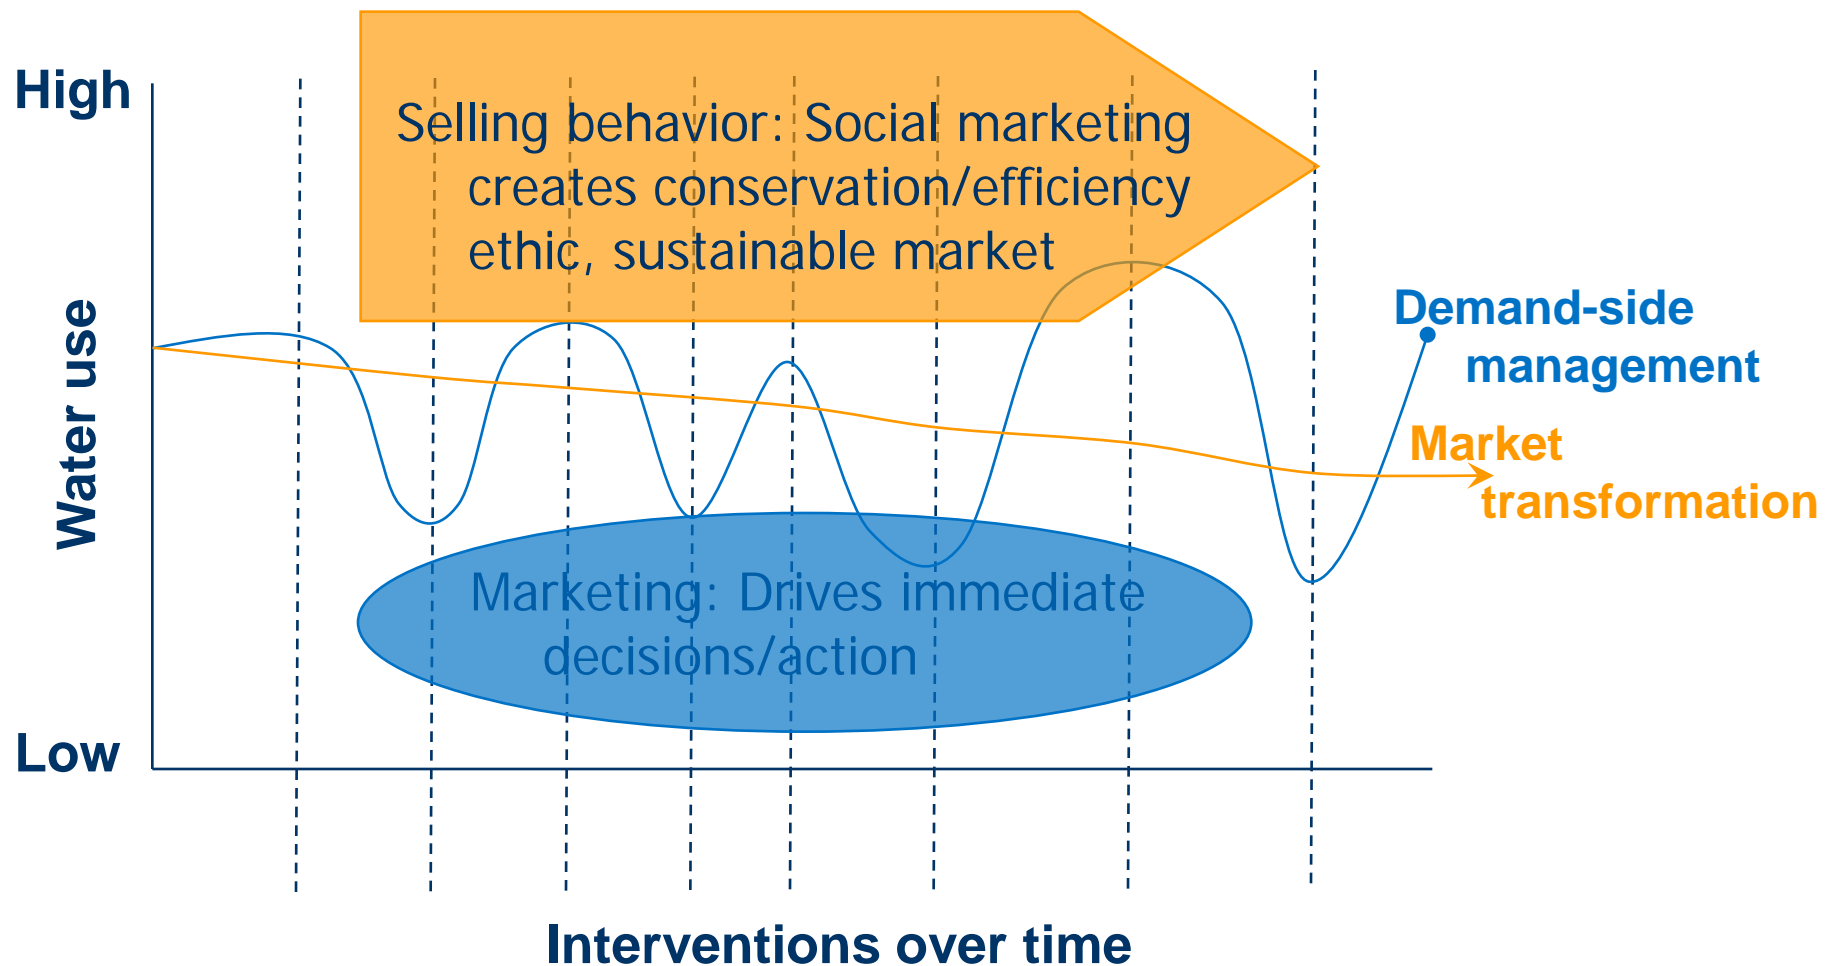 High
Selling behavior: Social marketing
creates conservation/efficiency
ethic, sustainable market
Water use
Demand-side
management
Market
transformation
Marketing: Drives immediate
decisions/action
Low
Interventions over time